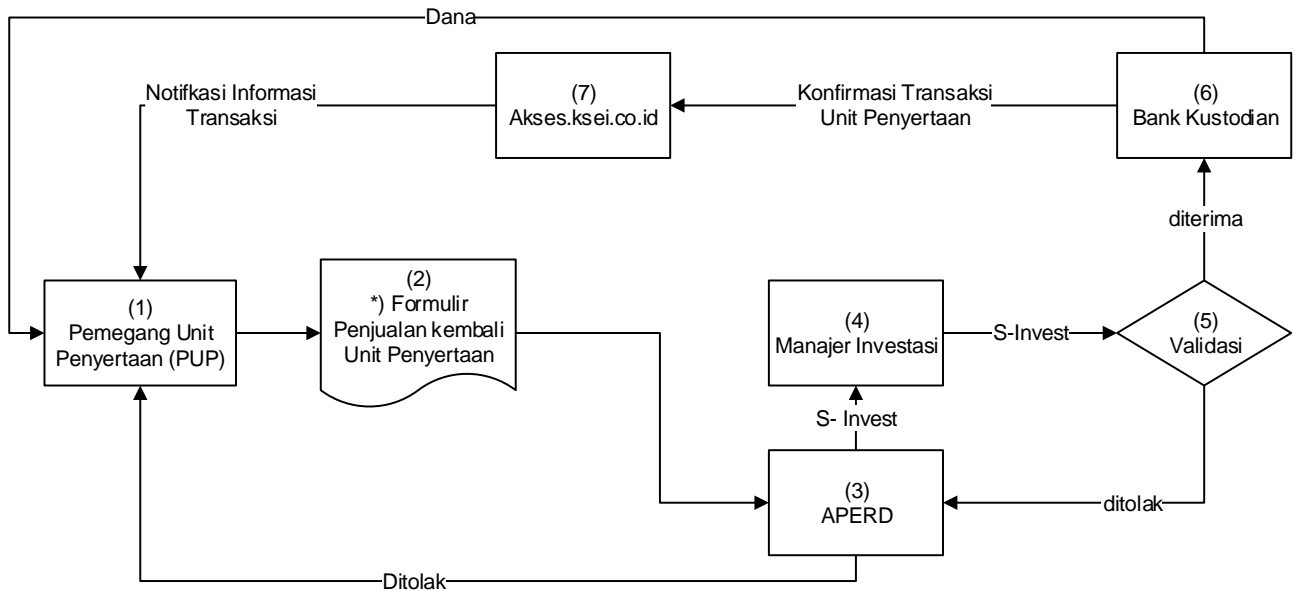 Dana
Notifkasi Informasi
Transaksi
(7)
Akses.ksei.co.id
Konfirmasi Transaksi
Unit Penyertaan
(6)
Bank Kustodian
diterima
(1)
Pemegang Unit
Penyertaan (PUP)
(2)
*) Formulir
Penjualan kembali
Unit Penyertaan
(4)
Manajer Investasi
S-Invest
(5)
Validasi
S- Invest
(3)
APERD
ditolak
Ditolak